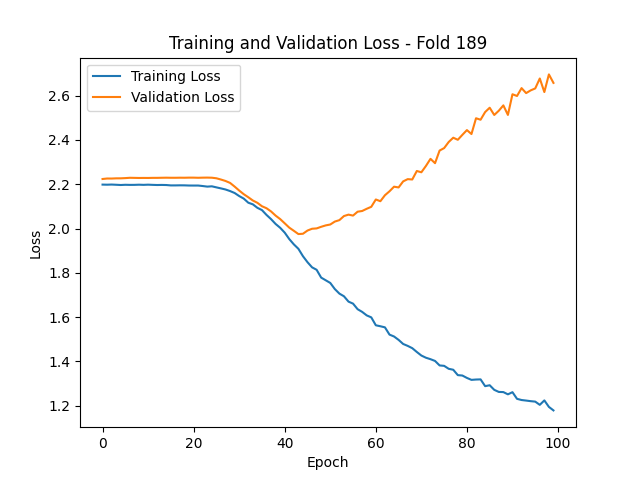 Training and Validation Loss - Fold 189
Training Loss
Validation Loss
2.6
2.4
2.2
2.0
1.8
1.6
1.4
1.2
Loss
0
20
40
60
80
100
Epoch